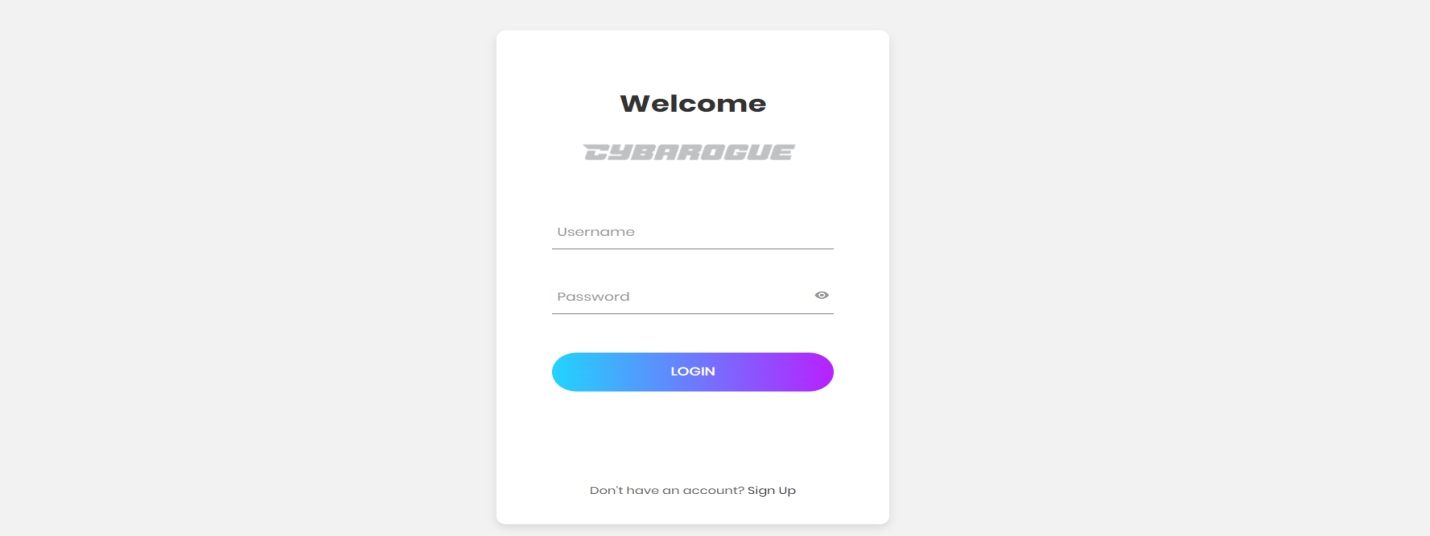 Welcome
CYBAROGUE
Username
Password
LOGIN
Don't have an account? Sign Up